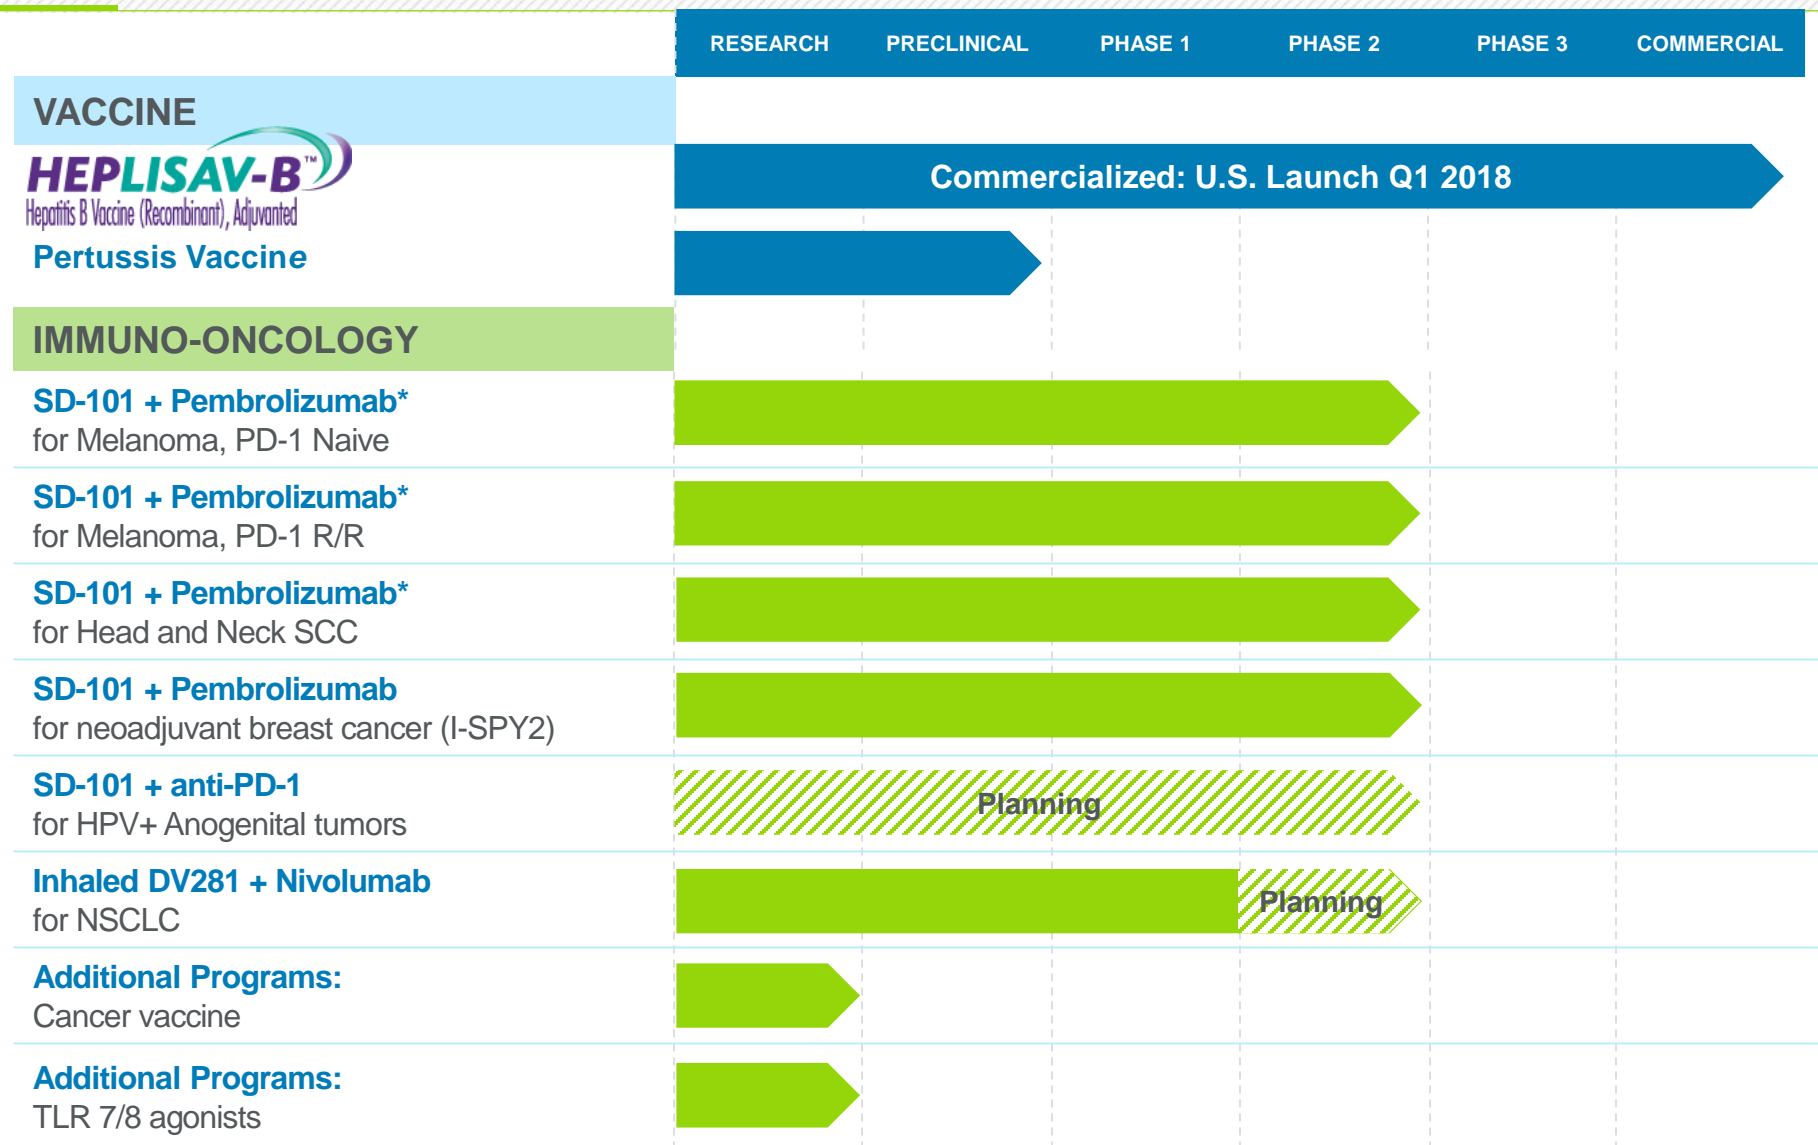 RESEARCH PRECLINICAL PHASE 1 PHASE 2 PHASE 3 COMMERCIAL
VACCINE
HEPLISAV-B™
Hepatitis B Vaccine (Recombinant), Adjuvanted
Commercialized: U.S. Launch Q1 2018
Pertussis Vaccine
IMMUNO-ONCOLOGY
SD-101 + Pembrolizumab*
for Melanoma, PD-1 Naive
SD-101 + Pembrolizumab*
for Melanoma, PD-1 R/R
SD-101 + Pembrolizumab*
for Head and Neck SCC
SD-101 + Pembrolizumab
for neoadjuvant breast cancer (I-SPY2)
SD-101 + anti-PD-1
for HPV+ Anogenital tumors
Planning
Inhaled DV281 + Nivolumab
for NSCLC
Planning
Additional Programs:
Cancer vaccine
Additional Programs:
TLR 7/8 agonists